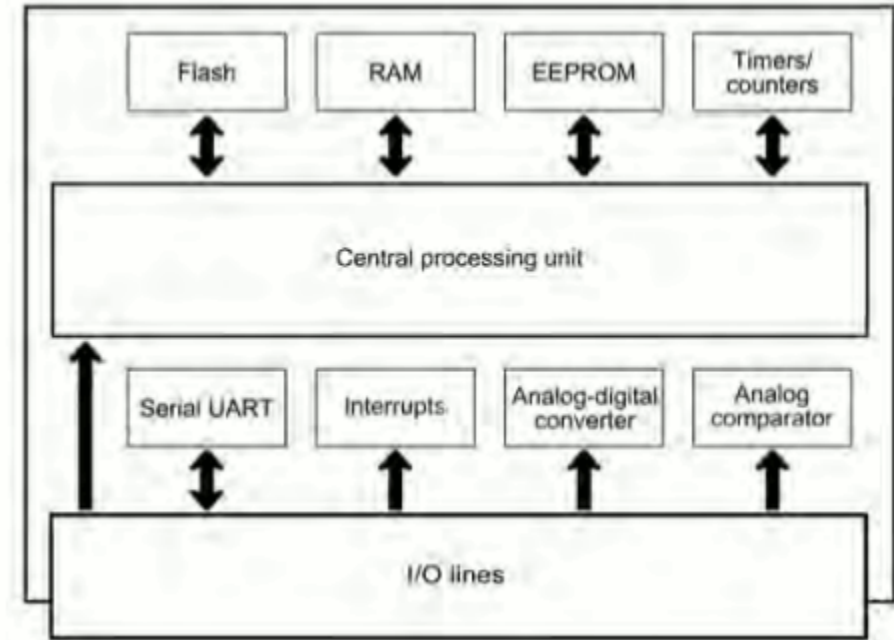 Flash
RAM
EEPROM
Timers/
counters
Central processing unit
Serial UART
Interrupts
Analog-digital
converter
Analog
comparator
I/O lines